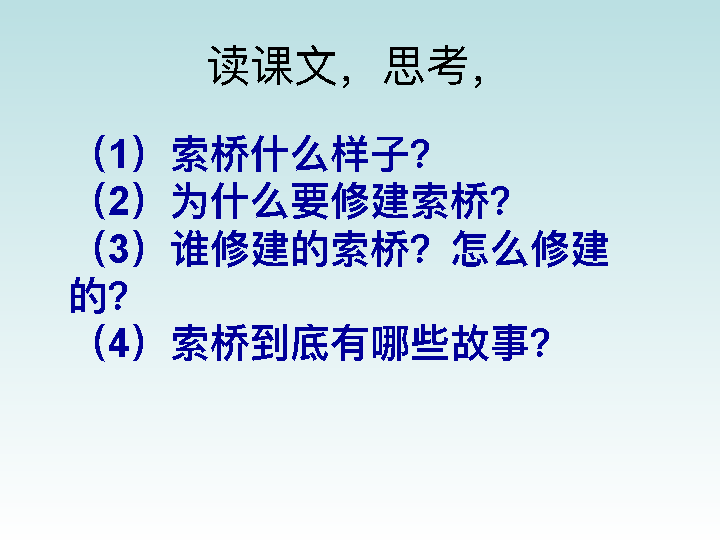 读课文，思考，
（1）索桥什么样子？
（2）为什么要修建索桥？
（3）谁修建的索桥？怎么修建
的？
（4）索桥到底有哪些故事？